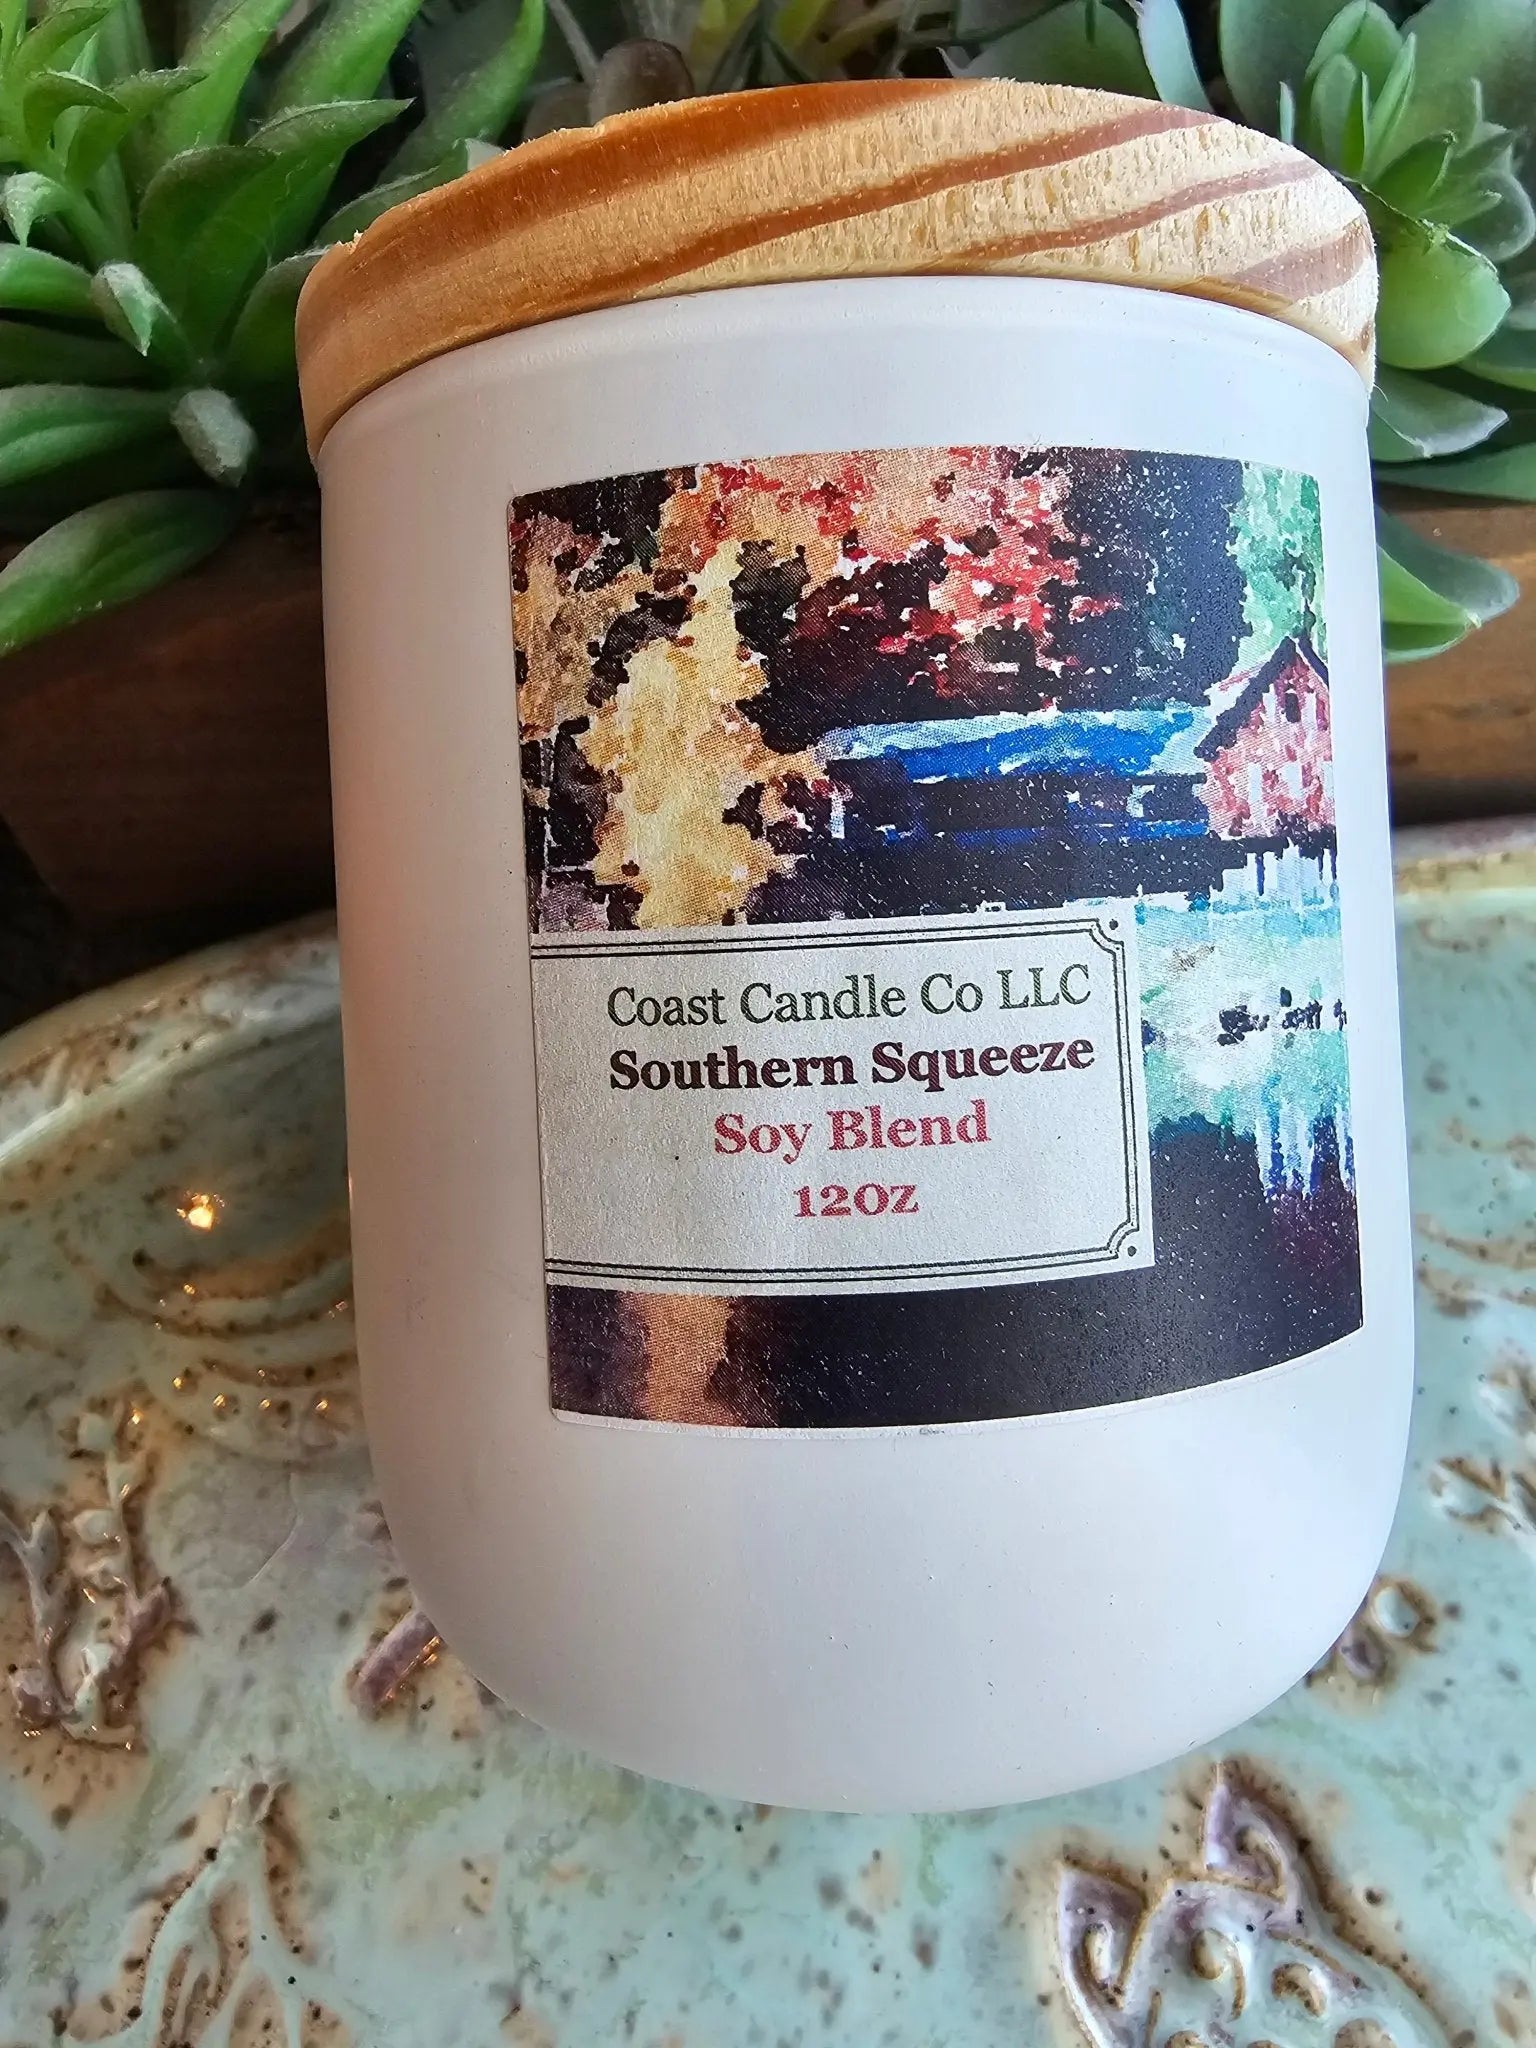 Coast Candle Co LLC
Southern Squeeze
Soy Blend
12oz